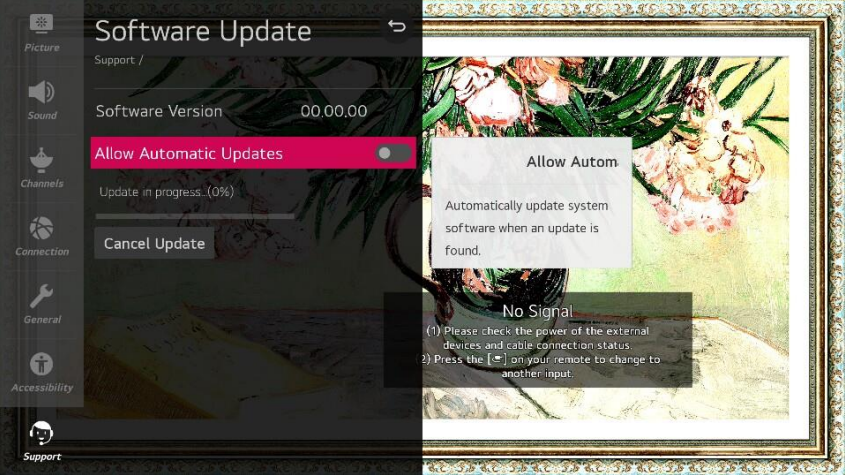 Picture
Sound
Channels
Connection
General
Accessibility
Support
Software Update
Support /
Software Version 00.00.00
Allow Automatic Updates
Update in progress..(0%)
Cancel Update
Allow Autom
Automatically update system
software when an update is
found.
No Signal
(1) Please check the power of the external
devices and cable connection status.
2) Press the [ ] on your remote to change to
another input.